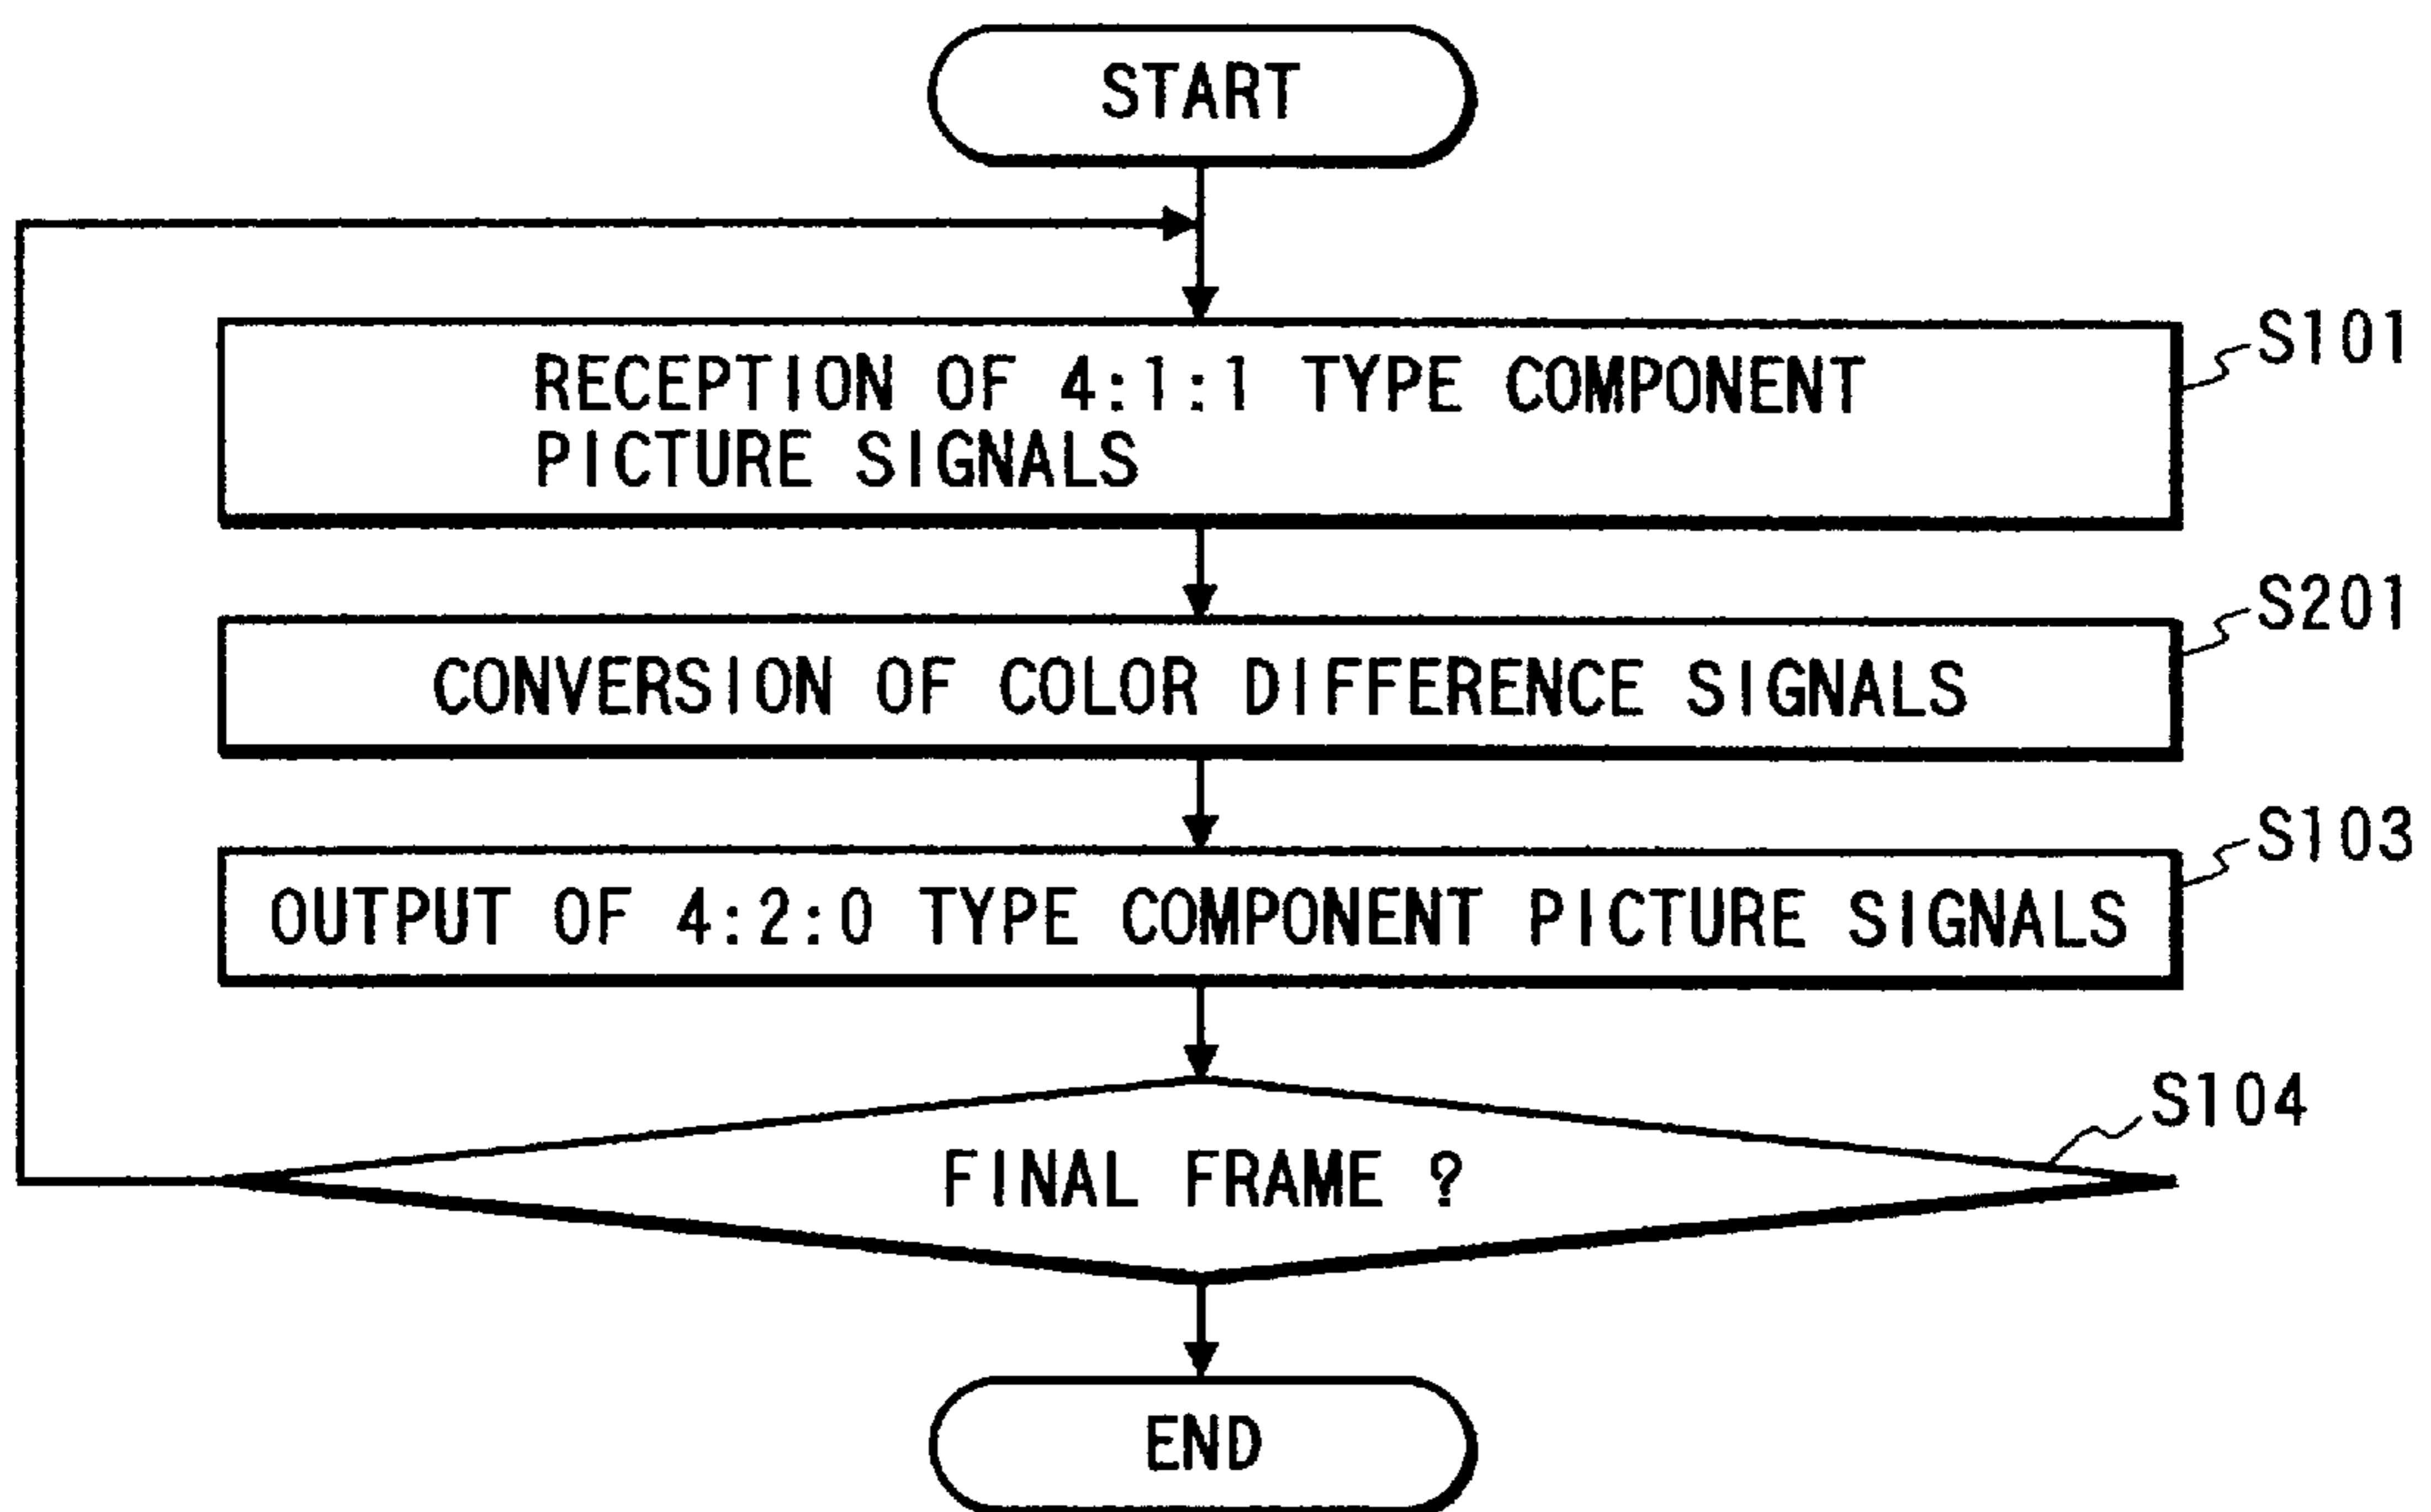 START
RECEPTION OF 4:1:1 TYPE COMPONENT
PICTURE SIGNALS
S101
CONVERSION OF COLOR DIFFERENCE SIGNALS
S201
OUTPUT OF 4:2:0 TYPE COMPONENT PICTURE SIGNALS
S103
FINAL FRAME ?
S104
END